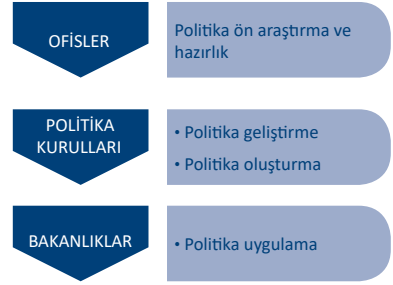 OFİSLER
Politika ön araştırma ve
hazırlık
POLİTİKA
KURULLARI
• Politika geliştirme
• Politika oluşturma
BAKANLIKLAR
• Politika uygulama